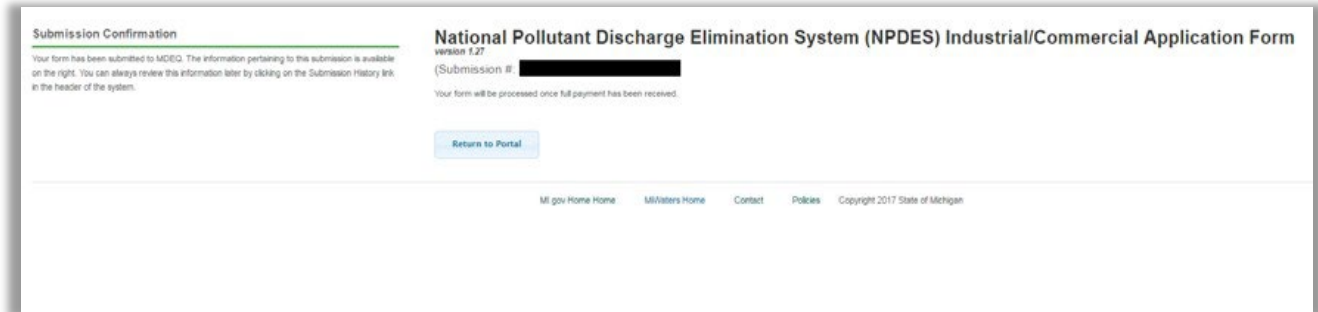 Submission Confirmation
Your form has been submitted to MDEQ. The information pertaining to this submission is available
on the right. You can always review this information later by clicking on the Submission History link
in the header of the system.
National Pollutant Discharge Elimination System (NPDES) Industrial/Commercial Application Form
version 1.27
(Submission #:
Your form will be processed once full payment has been received.
Return to Portal
MI.gov Home Home MiWaters Home Contact Policies Copyright 2017 State of Michigan